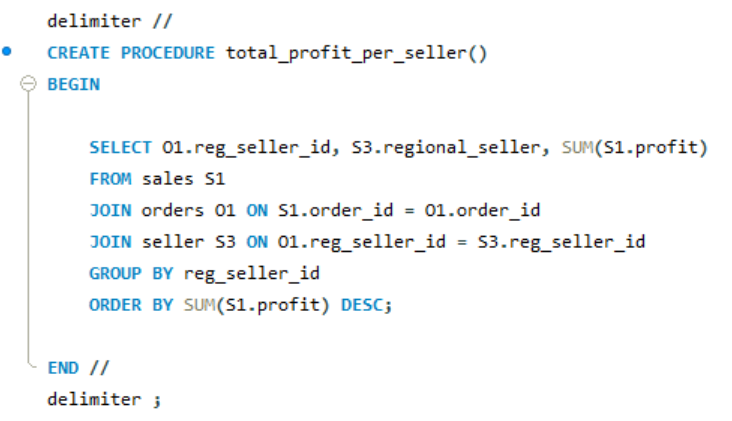 delimiter //
CREATE PROCEDURE total_profit_per_seller()
BEGIN
SELECT O1.reg_seller_id, S3.regional_seller, SUM(S1.profit)
FROM sales S1
JOIN orders O1 ON S1.order_id = O1.order_id
JOIN seller S3 ON O1.reg_seller_id = S3.reg_seller_id
GROUP BY reg_seller_id
ORDER BY SUM(S1.profit) DESC;
END //
delimiter ;